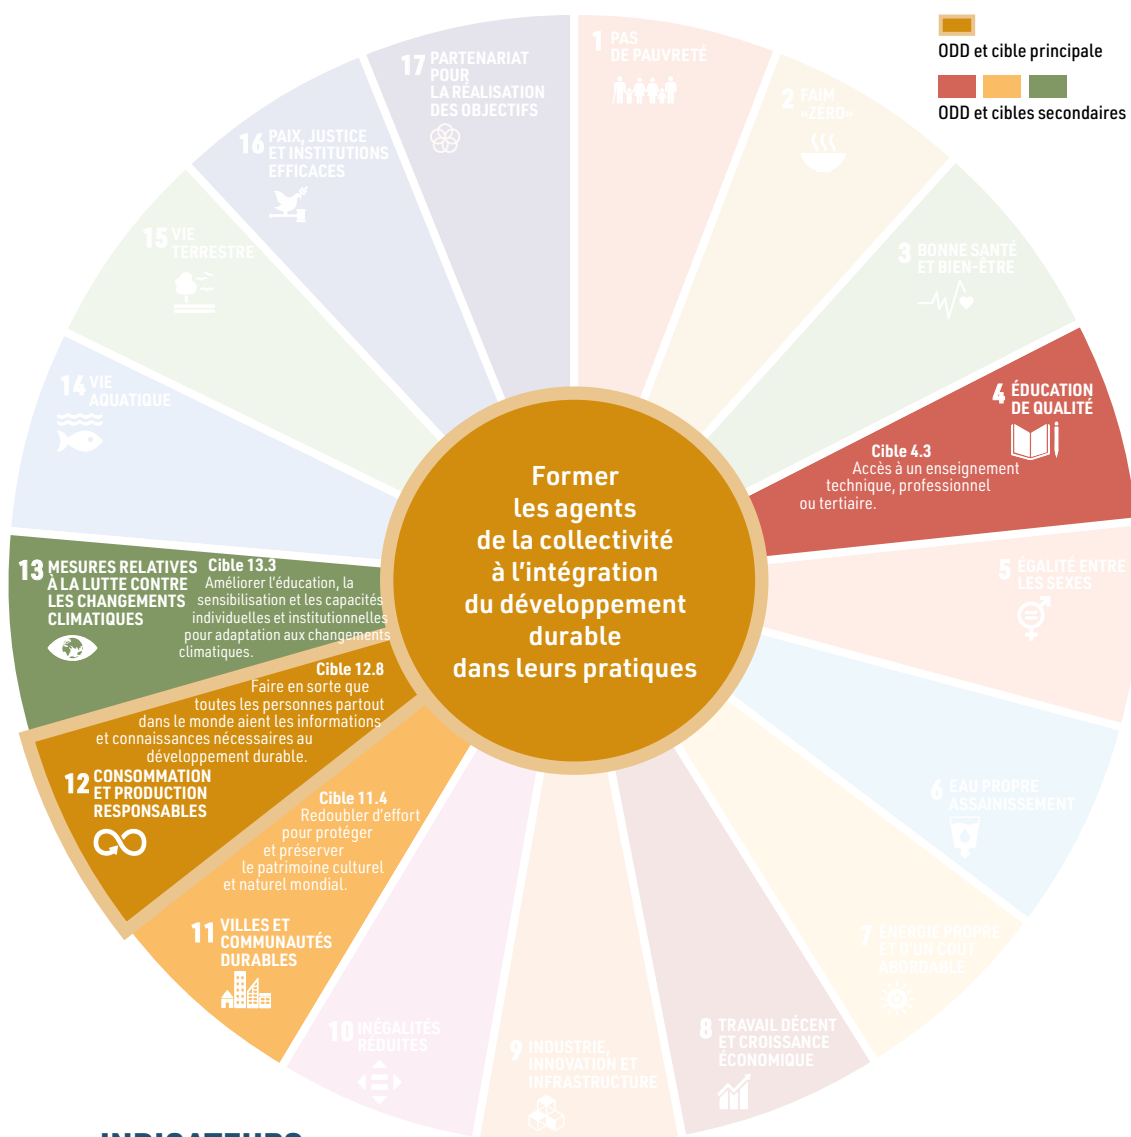 ODD et cible principale
ODD et cibles secondaires
1 PAS
DE PAUVRETÉ
2 FAIM
«ZÉRO»
3 BONNE SANTÉ
ET BIEN-ÊTRE
4 ÉDUCATION
DE QUALITÉ
Cible 4.3
Accès à un enseignement
technique, professionnel
ou tertiaire.
5 ÉGALITÉ ENTRE
LES SEXES
6 EAU PROPRE
ASSAINISSEMENT
7 ÉNERGIE PROPRE
ET D'UN COÛT
ABORDABLE
8 TRAVAIL DÉCENT
ET CROISSANCE
ÉCONOMIQUE
9 INDUSTRIE,
INNOVATION ET
INFRASTRUCTURE
10 INÉGALITÉS
RÉDUITES
11 VILLES ET
COMMUNAUTÉS
DURABLES
Cible 11.4
Redoubler d'effort
pour protéger
et préserver
le patrimoine culturel
et naturel mondial.
12 CONSOMMATION
ET PRODUCTION
RESPONSABLES
Cible 12.8
Faire en sorte que
toutes les personnes partout
dans le monde aient les informations
et connaissances nécessaires au
développement durable.
13 MESURES RELATIVES
À LA LUTTE CONTRE
LES CHANGEMENTS
CLIMATIQUES
Cible 13.3
Améliorer l'éducation, la
sensibilisation et les capacités
individuelles et institutionnelles
pour adaptation aux changements
climatiques.
14 VIE
AQUATIQUE
15 VIE
TERRESTRE
16 PAIX, JUSTICE
ET INSTITUTIONS
EFFICACES
17 PARTENARIAT
POUR
LA RÉALISATION
DES OBJECTIFS
Former
les agents
de la collectivité
à l'intégration
du développement
durable
dans leurs pratiques
INDICATEURS